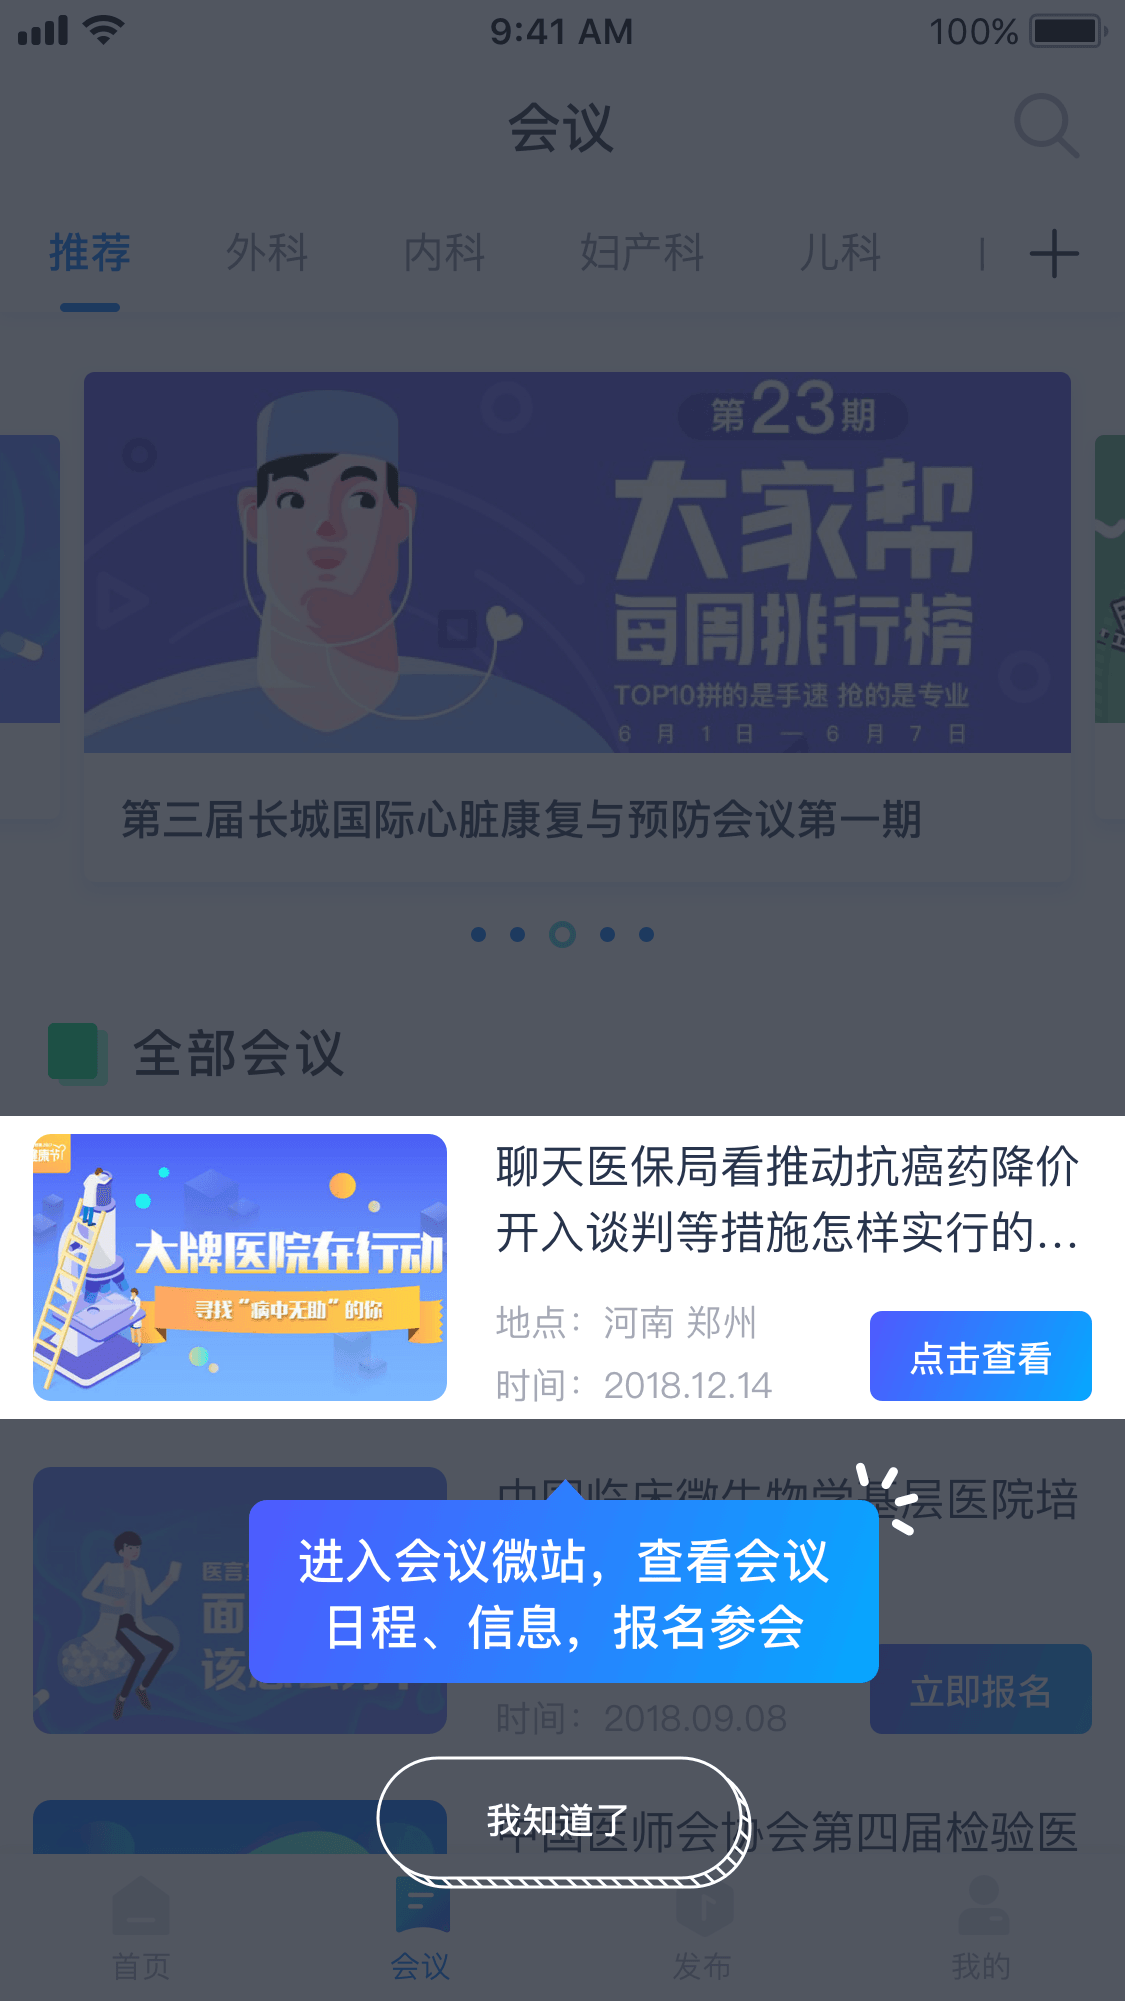 9:41 AM
100%
会议
推荐 外科 内科 妇产科 儿科
第23期
大家帮
每周排行榜
TOP10拼的是手速 抢的是专业
6月1日—6月7日
第三届长城国际心脏康复与预防会议第一期
全部会议
健康节
大牌医院在行动
寻找“病中无助”的你
聊天医保局看推动抗癌药降价
开入谈判等措施怎样实行的...
地点：河南 郑州
时间：2018.12.14
点击查看
中国临床微生物学基层医院培
医言
面
该怎么办
进入会议微站，查看会议
日程、信息，报名参会
时间：2018.09.08
立即报名
我知道了
中国医师会协会第四届检验医
首页 会议 发布 我的